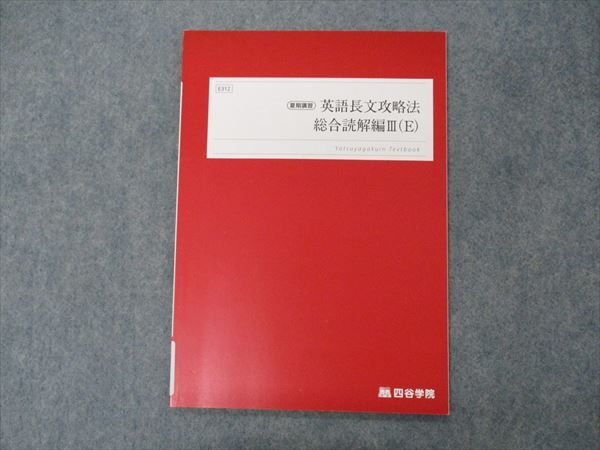 E312
夏期講習 英語長文攻略法
総合読解編Ⅲ(E)
Yotsuyagakuin Textbook
四谷学院